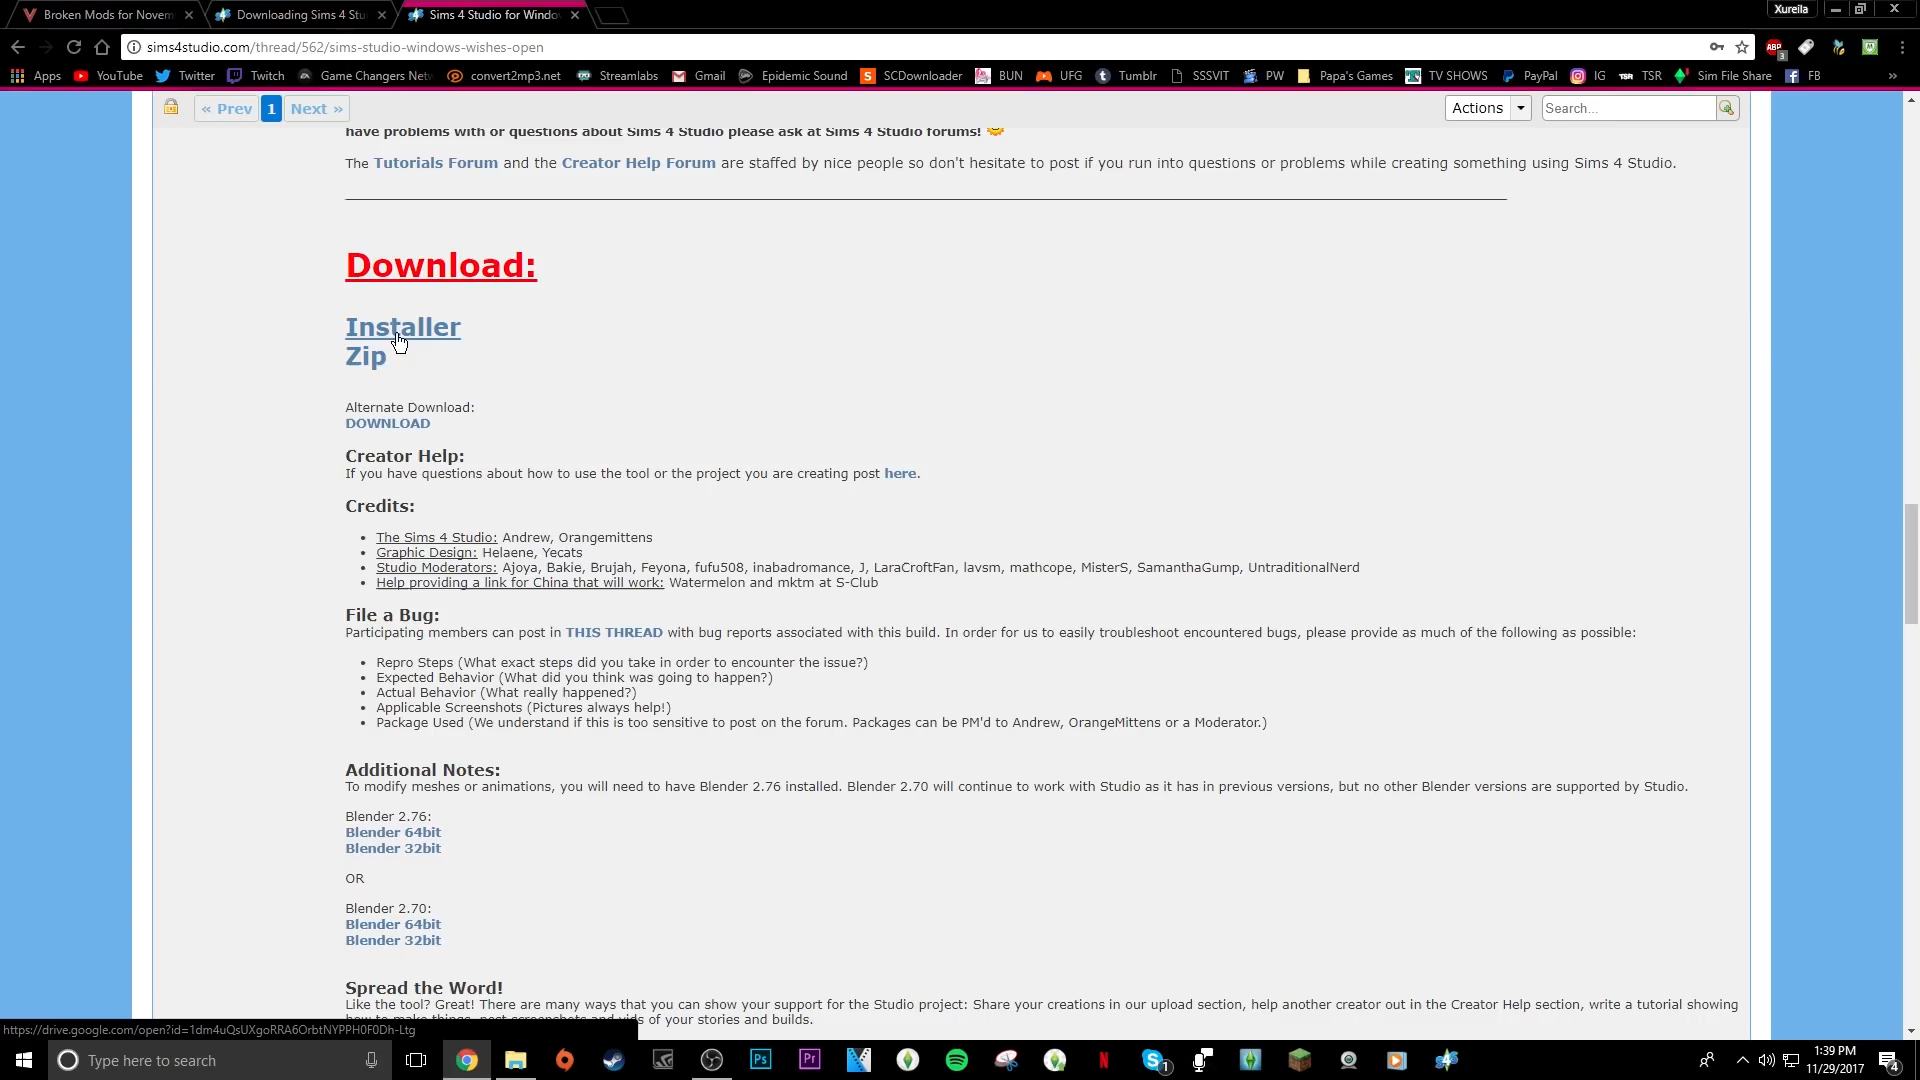 Broken Mods for Novem
Downloading Sims 4 Stu
Sims 4 Studio for Windo
Xureila
sims4studio.com/thread/562/sims-studio-windows-wishes-open
ABP
3
Apps YouTube Twitter Twitch Game Changers Netw convert2mp3.net Streamlabs Gmail Epidemic Sound SCDownloader BUN UFG Tumblr SSSVIT PW Papa's Games TV SHOWS PayPal IG TSR TSR Sim File Share FB »
« Prev 1 Next » Actions Search...
have problems with or questions about Sims 4 Studio please ask at Sims 4 Studio forums!
The Tutorials Forum and the Creator Help Forum are staffed by nice people so don't hesitate to post if you run into questions or problems while creating something using Sims 4 Studio.
Download:
Installer
Zip
Alternate Download:
DOWNLOAD
Creator Help:
If you have questions about how to use the tool or the project you are creating post here.
Credits:
• The Sims 4 Studio: Andrew, Orangemittens
• Graphic Design: Helaene, Yecats
• Studio Moderators: Ajoya, Bakie, Brujah, Feyona, fufu508, inabadromance, J, LaraCroftFan, lavsm, mathcope, MisterS, SamanthaGump, UntraditionalNerd
• Help providing a link for China that will work: Watermelon and mktm at S-Club
File a Bug:
Participating members can post in THIS THREAD with bug reports associated with this build. In order for us to easily troubleshoot encountered bugs, please provide as much of the following as possible:
• Repro Steps (What exact steps did you take in order to encounter the issue?)
• Expected Behavior (What did you think was going to happen?)
• Actual Behavior (What really happened?)
• Applicable Screenshots (Pictures always help!)
• Package Used (We understand if this is too sensitive to post on the forum. Packages can be PM'd to Andrew, OrangeMittens or a Moderator.)
Additional Notes:
To modify meshes or animations, you will need to have Blender 2.76 installed. Blender 2.70 will continue to work with Studio as it has in previous versions, but no other Blender versions are supported by Studio.
Blender 2.76:
Blender 64bit
Blender 32bit
OR
Blender 2.70:
Blender 64bit
Blender 32bit
Spread the Word!
Like the tool? Great! There are many ways that you can show your support for the Studio project: Share your creations in our upload section, help another creator out in the Creator Help section, write a tutorial showing
ds of your stories and builds.
https://drive.google.com/open?id=1dm4uQsUXgoRRA6OrbtNYPPH0F0Dh-Ltg
Type here to search
Ps
Pr
1
1:39 PM
11/29/2017
4